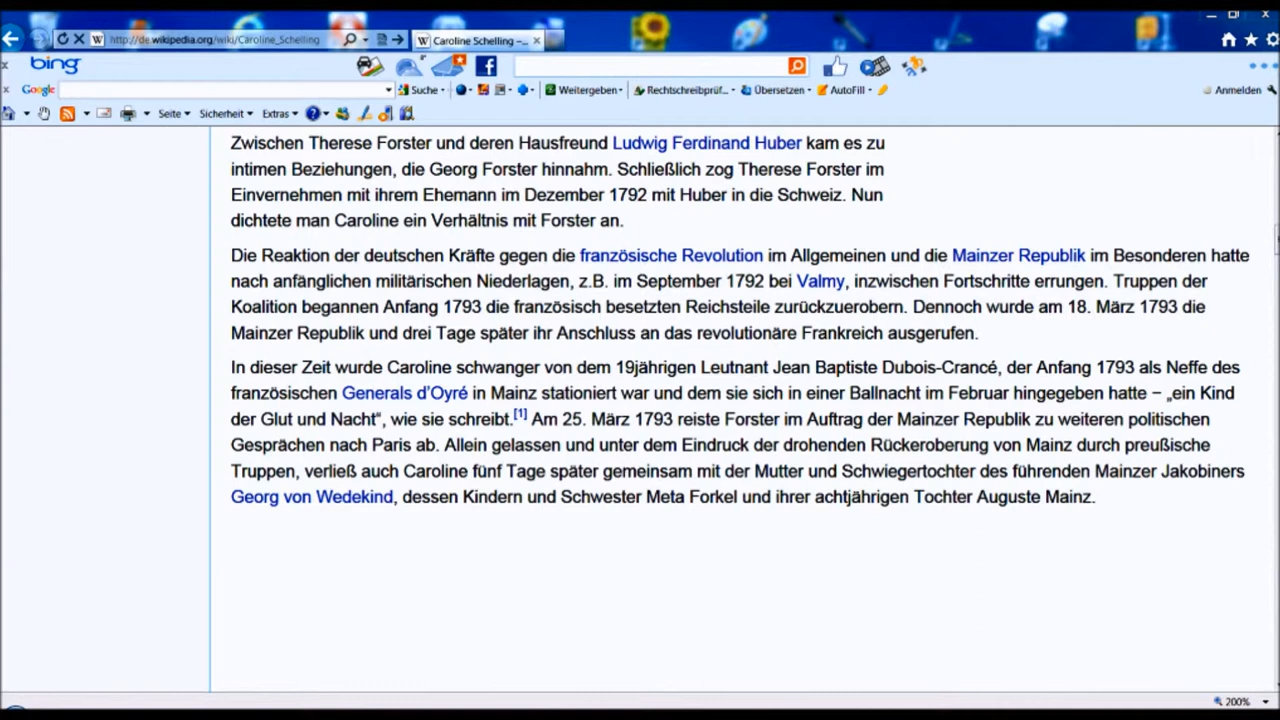 http://de.wikipedia.org/wiki/Caroline_Schelling
W Caroline Schelling –...
bing
x Google Suche Weitergeben Rechtschreibprüf... Übersetzen AutoFill Anmelden
Seite Sicherheit Extras
Zwischen Therese Forster und deren Hausfreund Ludwig Ferdinand Huber kam es zu
intimen Beziehungen, die Georg Forster hinnahm. Schließlich zog Therese Forster im
Einvernehmen mit ihrem Ehemann im Dezember 1792 mit Huber in die Schweiz. Nun
dichtete man Caroline ein Verhältnis mit Forster an.
Die Reaktion der deutschen Kräfte gegen die französische Revolution im Allgemeinen und die Mainzer Republik im Besonderen hatte
nach anfänglichen militärischen Niederlagen, z.B. im September 1792 bei Valmy, inzwischen Fortschritte errungen. Truppen der
Koalition begannen Anfang 1793 die französisch besetzten Reichsteile zurückzuerobern. Dennoch wurde am 18. März 1793 die
Mainzer Republik und drei Tage später ihr Anschluss an das revolutionäre Frankreich ausgerufen.
In dieser Zeit wurde Caroline schwanger von dem 19jährigen Leutnant Jean Baptiste Dubois-Crancé, der Anfang 1793 als Neffe des
französischen Generals d’Oyré in Mainz stationiert war und dem sie sich in einer Ballnacht im Februar hingegeben hatte − „ein Kind
der Glut und Nacht“, wie sie schreibt.[1] Am 25. März 1793 reiste Forster im Auftrag der Mainzer Republik zu weiteren politischen
Gesprächen nach Paris ab. Allein gelassen und unter dem Eindruck der drohenden Rückeroberung von Mainz durch preußische
Truppen, verließ auch Caroline fünf Tage später gemeinsam mit der Mutter und Schwiegertochter des führenden Mainzer Jakobiners
Georg von Wedekind, dessen Kindern und Schwester Meta Forkel und ihrer achtjährigen Tochter Auguste Mainz.
200%